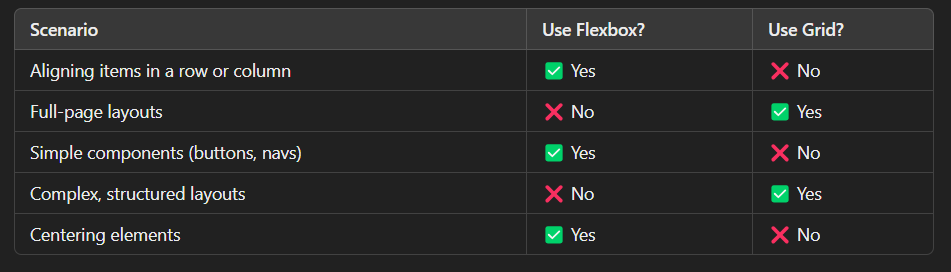 Scenario Use Flexbox? Use Grid?
Aligning items in a row or column ✅ Yes ❌ No
Full-page layouts ❌ No ✅ Yes
Simple components (buttons, navs) ✅ Yes ❌ No
Complex, structured layouts ❌ No ✅ Yes
Centering elements ✅ Yes ❌ No